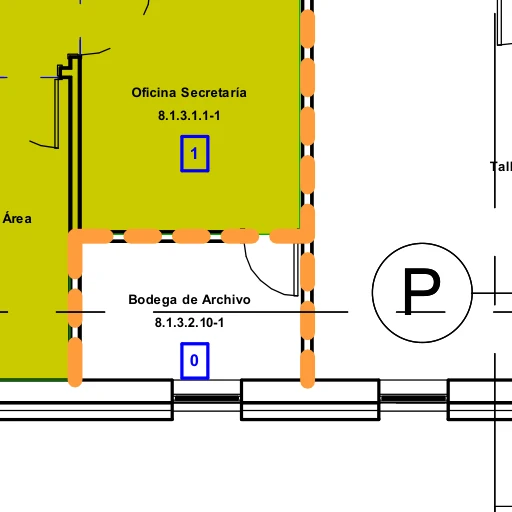 Oficina Secretaría
8.1.3.1.1-1
1
Tall
Área
Bodega de Archivo
8.1.3.2.10-1
0
P